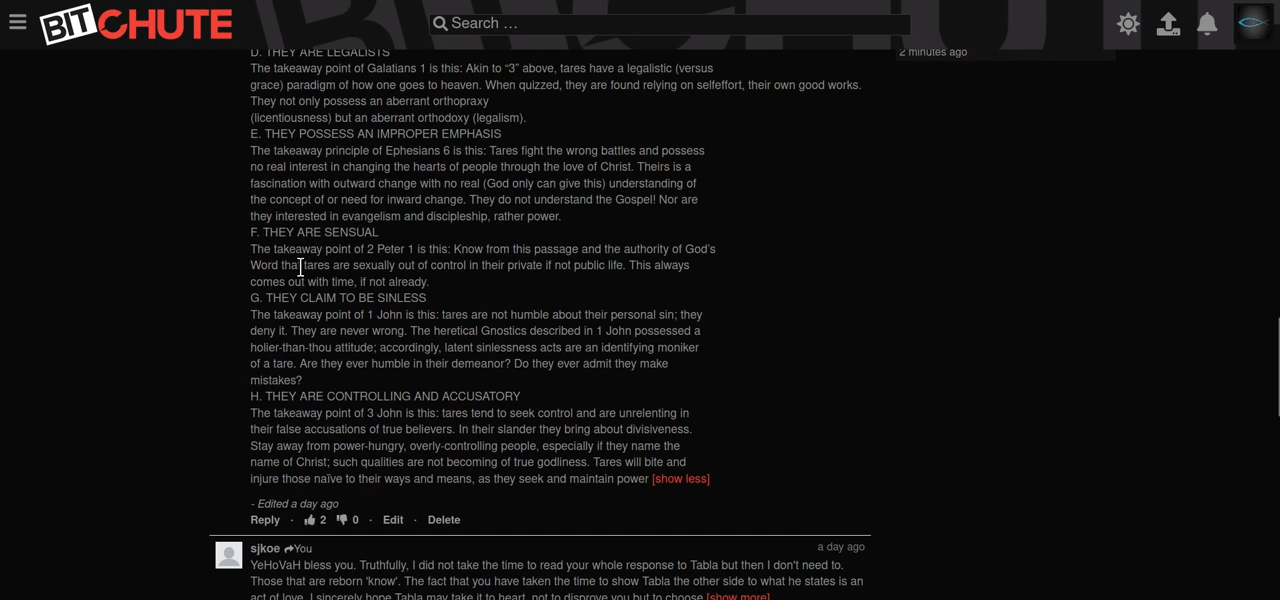 BITCHUTE
Search ...
2 minutes ago
D. THEY ARE LEGALISTS
The takeaway point of Galatians 1 is this: Akin to “3” above, tares have a legalistic (versus
grace) paradigm of how one goes to heaven. When quizzed, they are found relying on selfeffort, their own good works.
They not only possess an aberrant orthopraxy
(licentiousness) but an aberrant orthodoxy (legalism).
E. THEY POSSESS AN IMPROPER EMPHASIS
The takeaway principle of Ephesians 6 is this: Tares fight the wrong battles and possess
no real interest in changing the hearts of people through the love of Christ. Theirs is a
fascination with outward change with no real (God only can give this) understanding of
the concept of or need for inward change. They do not understand the Gospel! Nor are
they interested in evangelism and discipleship, rather power.
F. THEY ARE SENSUAL
The takeaway point of 2 Peter 1 is this: Know from this passage and the authority of God’s
Word that tares are sexually out of control in their private if not public life. This always
comes out with time, if not already.
G. THEY CLAIM TO BE SINLESS
The takeaway point of 1 John is this: tares are not humble about their personal sin; they
deny it. They are never wrong. The heretical Gnostics described in 1 John possessed a
holier-than-thou attitude; accordingly, latent sinlessness acts are an identifying moniker
of a tare. Are they ever humble in their demeanor? Do they ever admit they make
mistakes?
H. THEY ARE CONTROLLING AND ACCUSATORY
The takeaway point of 3 John is this: tares tend to seek control and are unrelenting in
their false accusations of true believers. In their slander they bring about divisiveness.
Stay away from power-hungry, overly-controlling people, especially if they name the
name of Christ; such qualities are not becoming of true godliness. Tares will bite and
injure those naïve to their ways and means, as they seek and maintain power [show less]
- Edited a day ago
Reply · 2 0 · Edit · Delete
sjkoe You a day ago
YeHoVaH bless you. Truthfully, I did not take the time to read your whole response to Tabla but then I don't need to.
Those that are reborn 'know'. The fact that you have taken the time to show Tabla the other side to what he states is an
act of love. I sincerely hope Tabla may take it to heart, not to disprove you but to choose [show more]